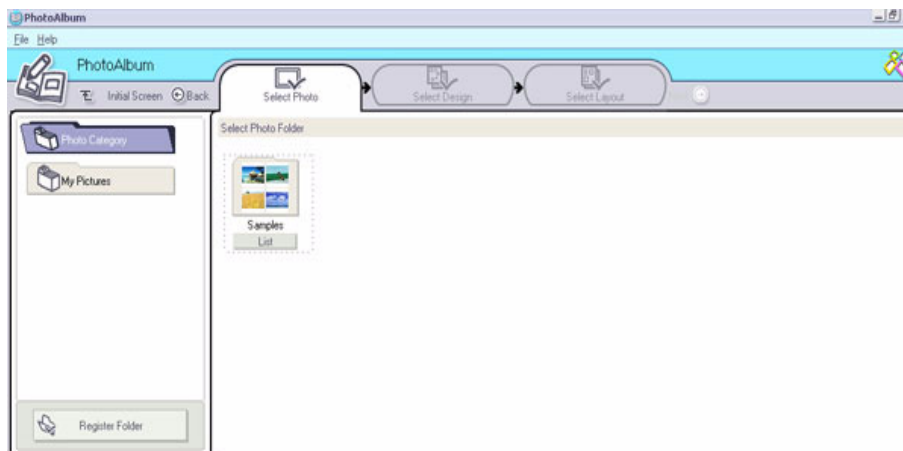 PhotoAlbum
File Help
PhotoAlbum
Initial Screen Back
Select Photo
Select Design
Select Layout
Photo Category
My Pictures
Register Folder
Select Photo Folder
Samples
List